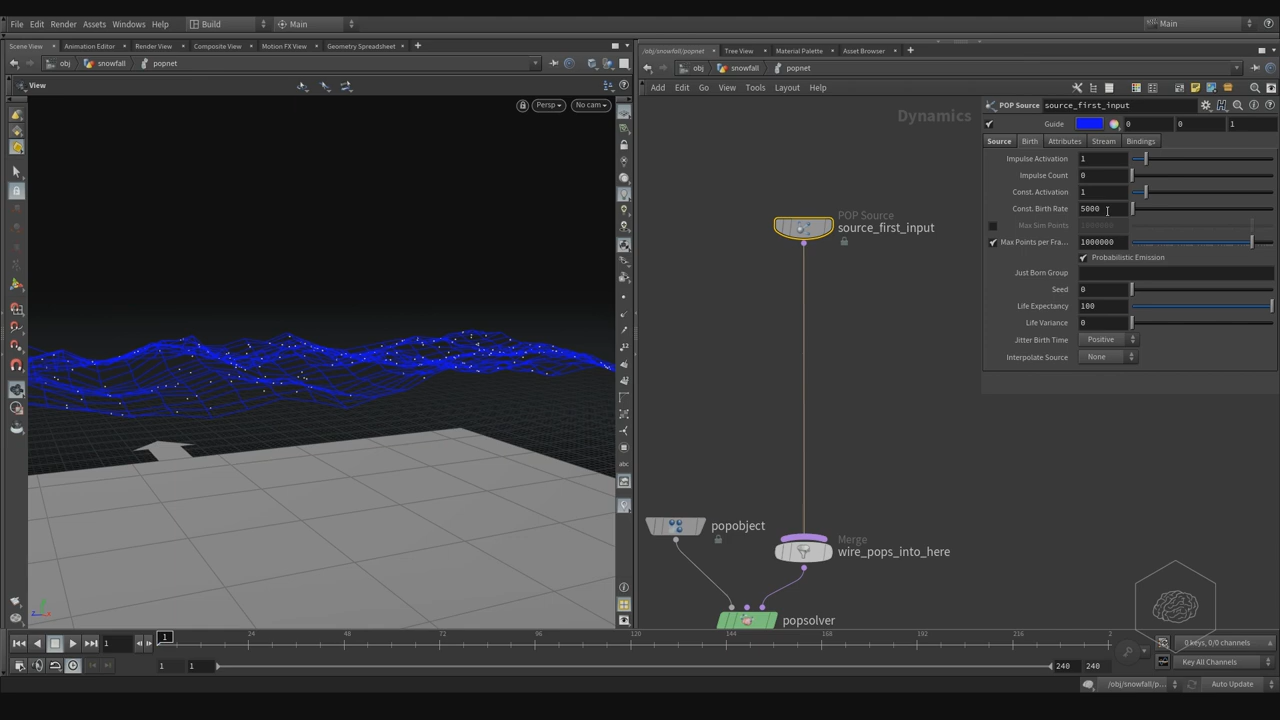 File Edit Render Assets Windows Help Build Main Main
Scene View Animation Editor Render View Composite View Motion FX View Geometry Spreadsheet
obj snowfall popnet
View
Persp No cam
/obj/snowfall/popnet Tree View Material Palette Asset Browser
obj snowfall popnet
Add Edit Go View Tools Layout Help
Dynamics
POP Source source_first_input
Guide 0 0 1
Source Birth Attributes Stream Bindings
Impulse Activation 1
Impulse Count 0
Const. Activation 1
Const. Birth Rate 5000
Max Sim Points 1000000
Max Points per Fra... 1000000
Probabilistic Emission
Just Born Group
Seed 0
Life Expectancy 100
Life Variance 0
Jitter Birth Time Positive
Interpolate Source None
POP Source
source_first_input
popobject
Merge
wire_pops_into_here
popsolver
abc
1 1 24 48 72 96 120 144 168 192 216 2
0 keys, 0/0 channels
1 1 240 240
Key All Channels
/obj/snowfall/p... Auto Update